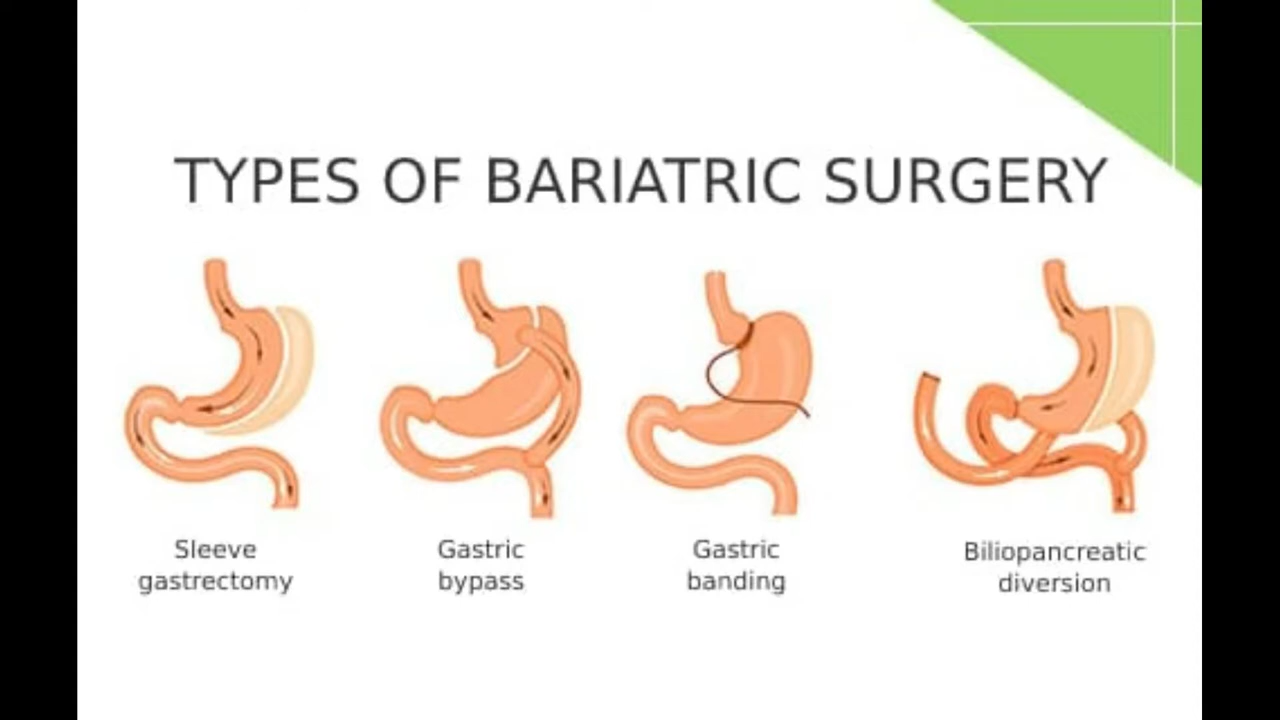 TYPES OF BARIATRIC SURGERY
Sleeve
gastrectomy
Gastric
bypass
Gastric
banding
Biliopancreatic
diversion